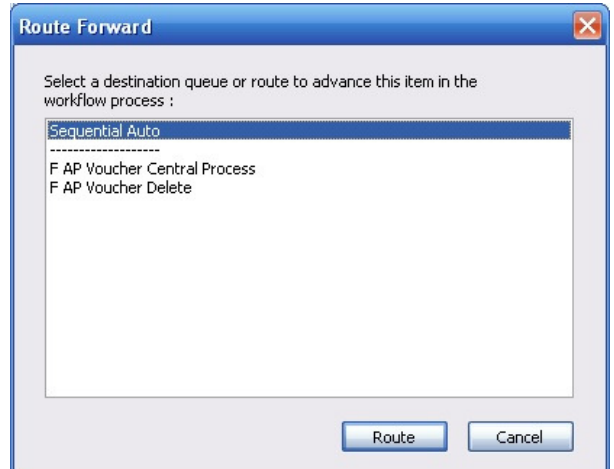 Route Forward
Select a destination queue or route to advance this item in the
workflow process :
Sequential Auto
-------------------
F AP Voucher Central Process
F AP Voucher Delete
Route
Cancel